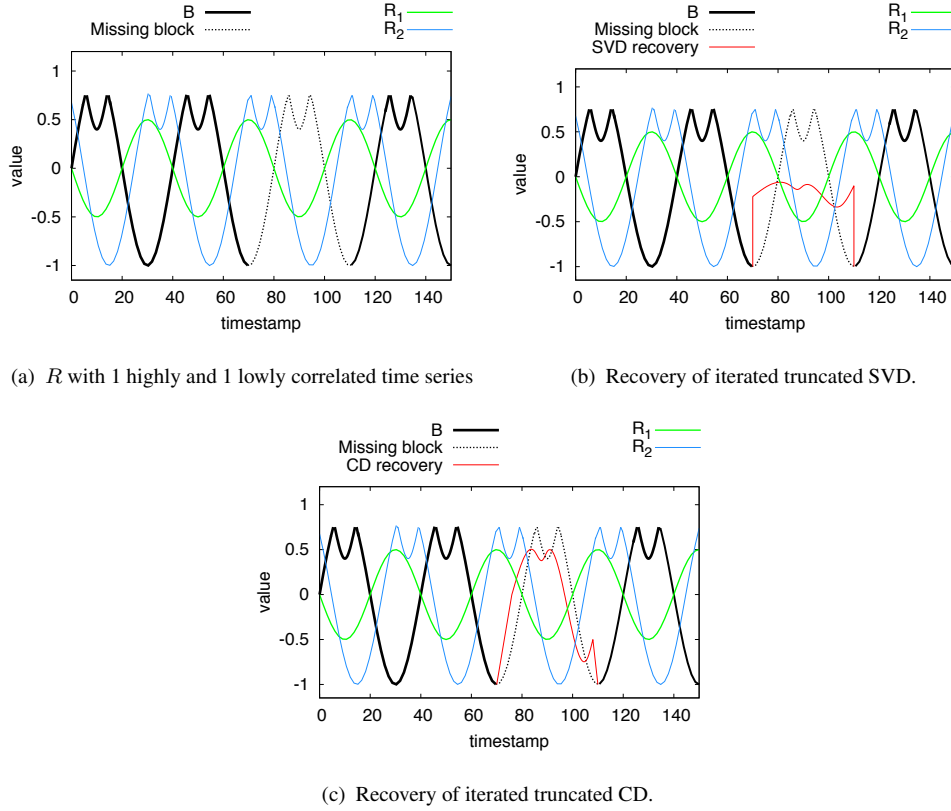 B
Missing block
R1
R2
1
0.5
0
-0.5
-1
value
0 20 40 60 80 100 120 140
timestamp
(a) R with 1 highly and 1 lowly correlated time series
B
Missing block
SVD recovery
R1
R2
1
0.5
0
-0.5
-1
value
0 20 40 60 80 100 120 140
timestamp
(b) Recovery of iterated truncated SVD.
B
Missing block
CD recovery
R1
R2
1
0.5
0
-0.5
-1
value
0 20 40 60 80 100 120 140
timestamp
(c) Recovery of iterated truncated CD.